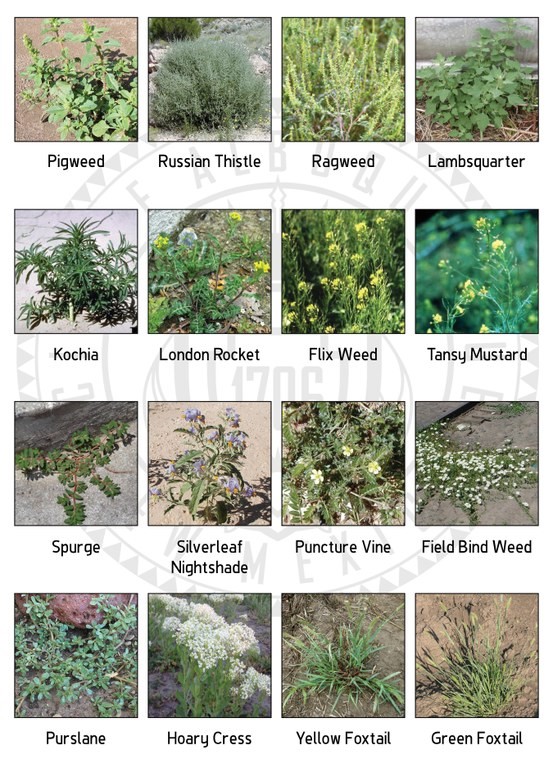 Pigweed
Russian Thistle
Ragweed
Lambsquarter
Kochia
London Rocket
Flix Weed
Tansy Mustard
1706
Spurge
Silverleaf
Nightshade
Puncture Vine
Field Bind Weed
Purslane
Hoary Cress
Yellow Foxtail
Green Foxtail